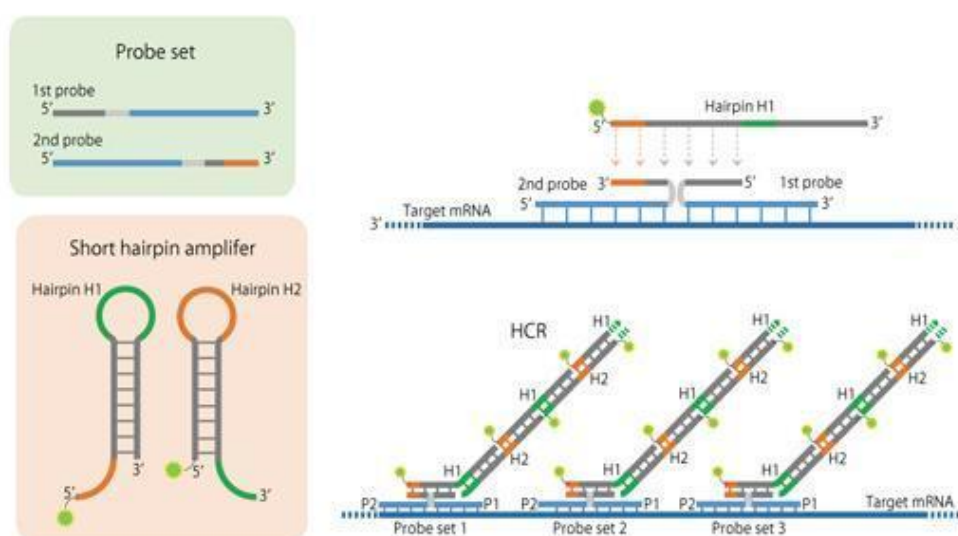 Probe set
1st probe
5’ 3’
2nd probe
5’ 3’
Short hairpin amplifer
Hairpin H1 Hairpin H2
3’ 5’
5’ 3’
Hairpin H1
5’ 3’
2nd probe 3’ 5’ 1st probe
5’ 3’
Target mRNA
3’
HCR
H1 H1 H1
H2 H2 H2
H1 H1 H1
H2 H2 H2
H1 H1 H1
P2 P1 P2 P1 P2 P1
Target mRNA
Probe set 1 Probe set 2 Probe set 3